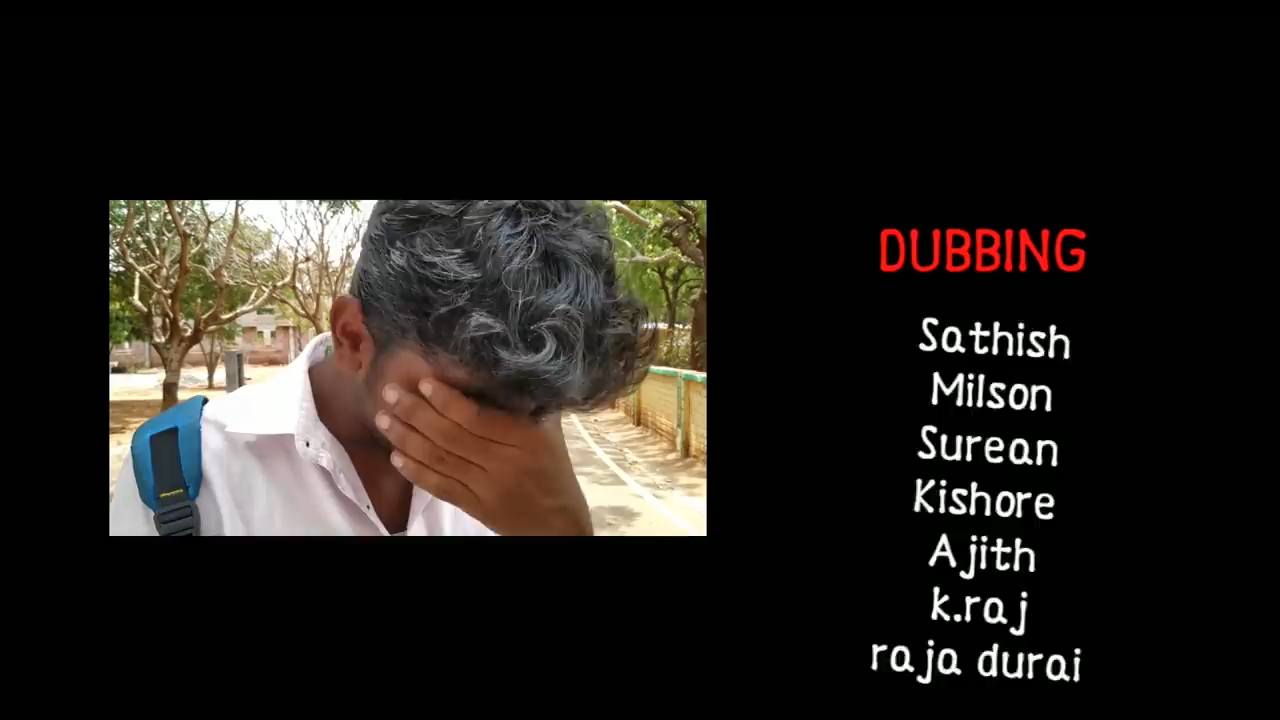 DUBBING
Sathish
Milson
Surean
Kishore
Ajith
k.raj
raja durai